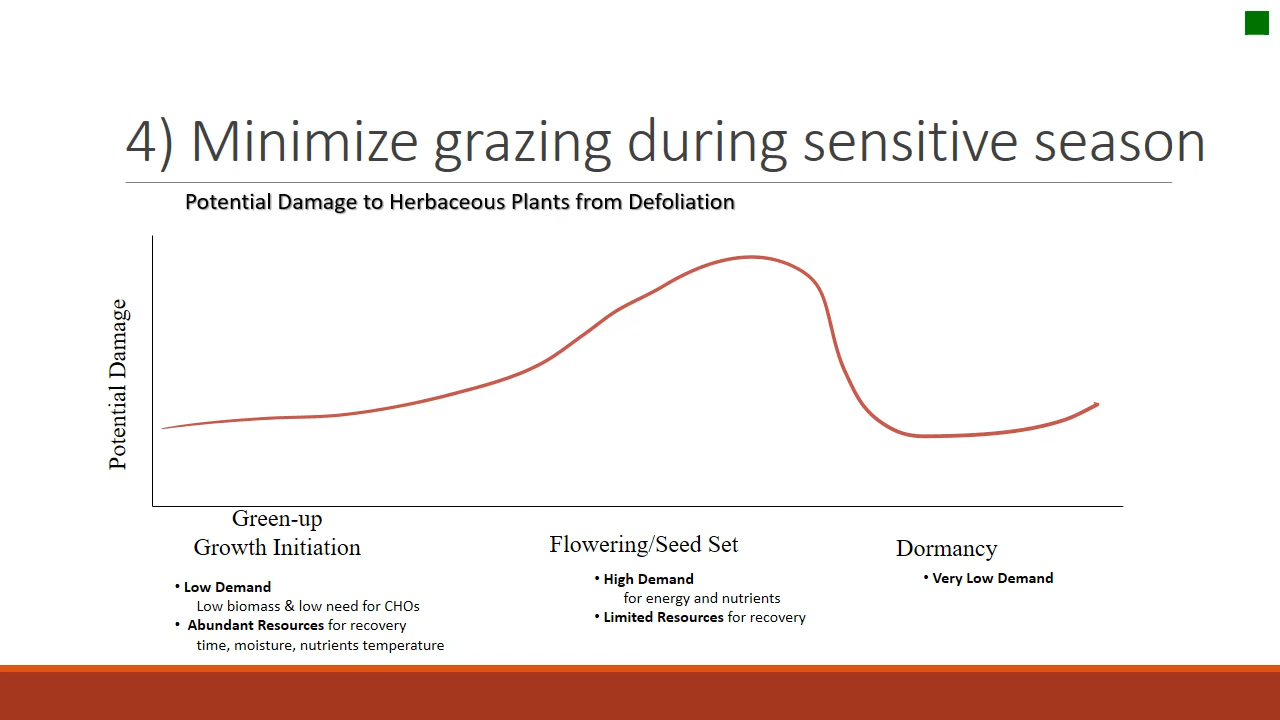 4) Minimize grazing during sensitive season
Potential Damage to Herbaceous Plants from Defoliation
Potential Damage
Green-up
Growth Initiation
• Low Demand
Low biomass & low need for CHOs
• Abundant Resources for recovery
time, moisture, nutrients temperature
Flowering/Seed Set
• High Demand
for energy and nutrients
• Limited Resources for recovery
Dormancy
• Very Low Demand